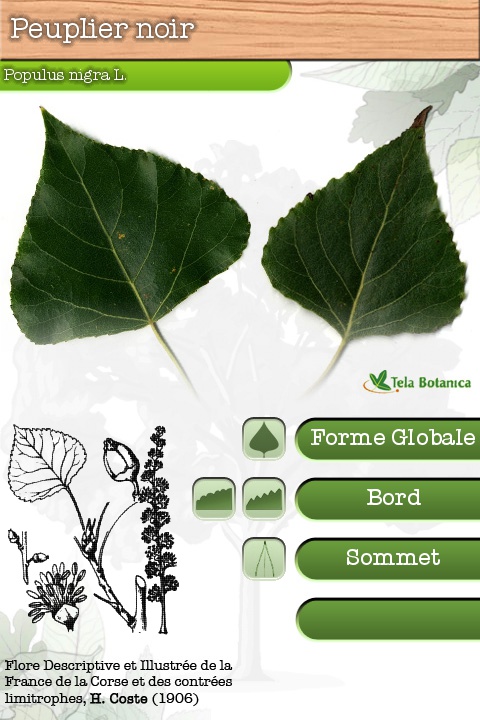 Peuplier noir
Populus nigra L.
Tela Botanica
Forme Globale
Bord
Sommet
Flore Descriptive et Illustrée de la
France de la Corse et des contrées
limitrophes, H. Coste (1906)